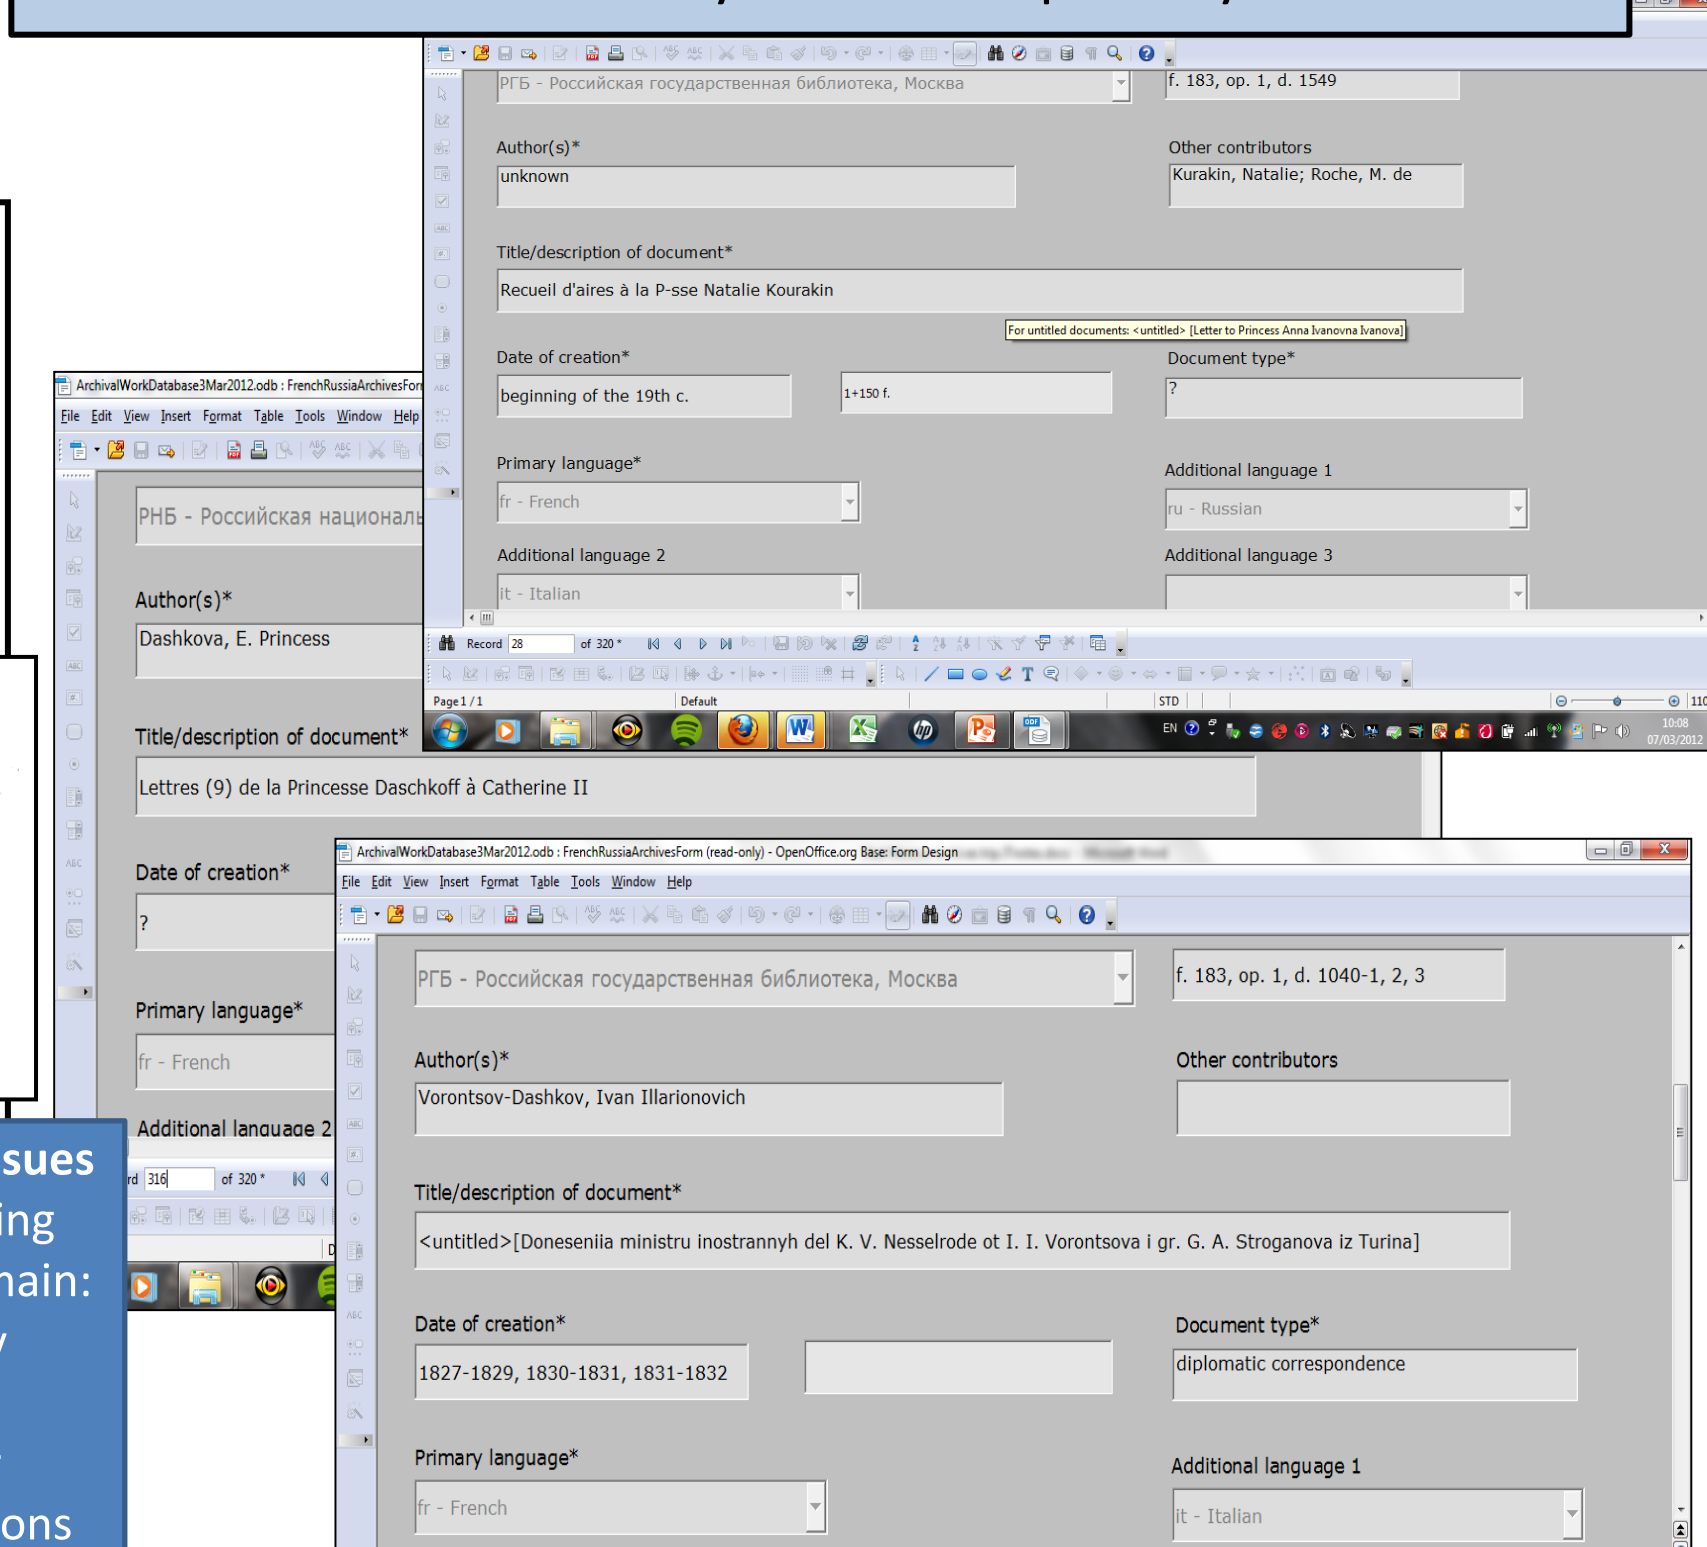 РГБ - Российская государственная библиотека, Москва
f. 183, op. 1, d. 1549
Author(s)*
Other contributors
unknown
Kurakin, Natalie; Roche, M. de
Title/description of document*
Recueil d'aires à la P-sse Natalie Kourakin
For untitled documents: <untitled> [Letter to Princess Anna Ivanovna Ivanova]
Date of creation*
Document type*
beginning of the 19th c.
1+150 f.
?
Primary language*
Additional language 1
fr - French
ru - Russian
Additional language 2
Additional language 3
it - Italian
Record 28 of 320 *
Page 1 / 1
Default
STD
110
EN
10:08
07/03/2012
ArchivalWorkDatabase3Mar2012.odb : FrenchRussiaArchivesForm
File Edit View Insert Format Table Tools Window Help
РНБ - Российская националь
Author(s)*
Dashkova, E. Princess
Title/description of document*
Lettres (9) de la Princesse Daschkoff à Catherine II
Date of creation*
?
Primary language*
fr - French
Additional language 2
rd 316 of 320 *
ArchivalWorkDatabase3Mar2012.odb : FrenchRussiaArchivesForm (read-only) - OpenOffice.org Base: Form Design
File Edit View Insert Format Table Tools Window Help
РГБ - Российская государственная библиотека, Москва
f. 183, op. 1, d. 1040-1, 2, 3
Author(s)*
Other contributors
Vorontsov-Dashkov, Ivan Illarionovich
Title/description of document*
<untitled>[Doneseniia ministru inostrannyh del K. V. Nesselrode ot I. I. Vorontsova i gr. G. A. Stroganova iz Turina]
Date of creation*
Document type*
1827-1829, 1830-1831, 1831-1832
diplomatic correspondence
Primary language*
Additional language 1
fr - French
it - Italian
ssues
ing
nain:
ons